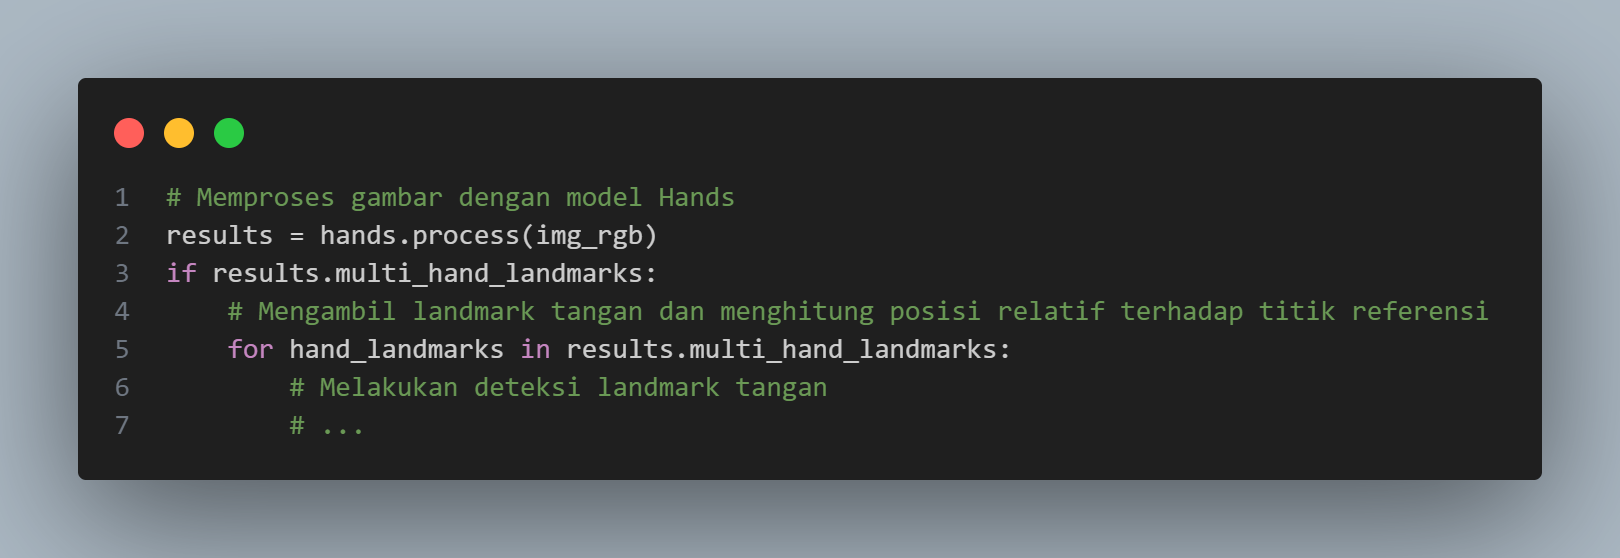 1 # Memproses gambar dengan model Hands
2 results = hands.process(img_rgb)
3 if results.multi_hand_landmarks:
4     # Mengambil landmark tangan dan menghitung posisi relatif terhadap titik referensi
5     for hand_landmarks in results.multi_hand_landmarks:
6         # Melakukan deteksi landmark tangan
7         # ...